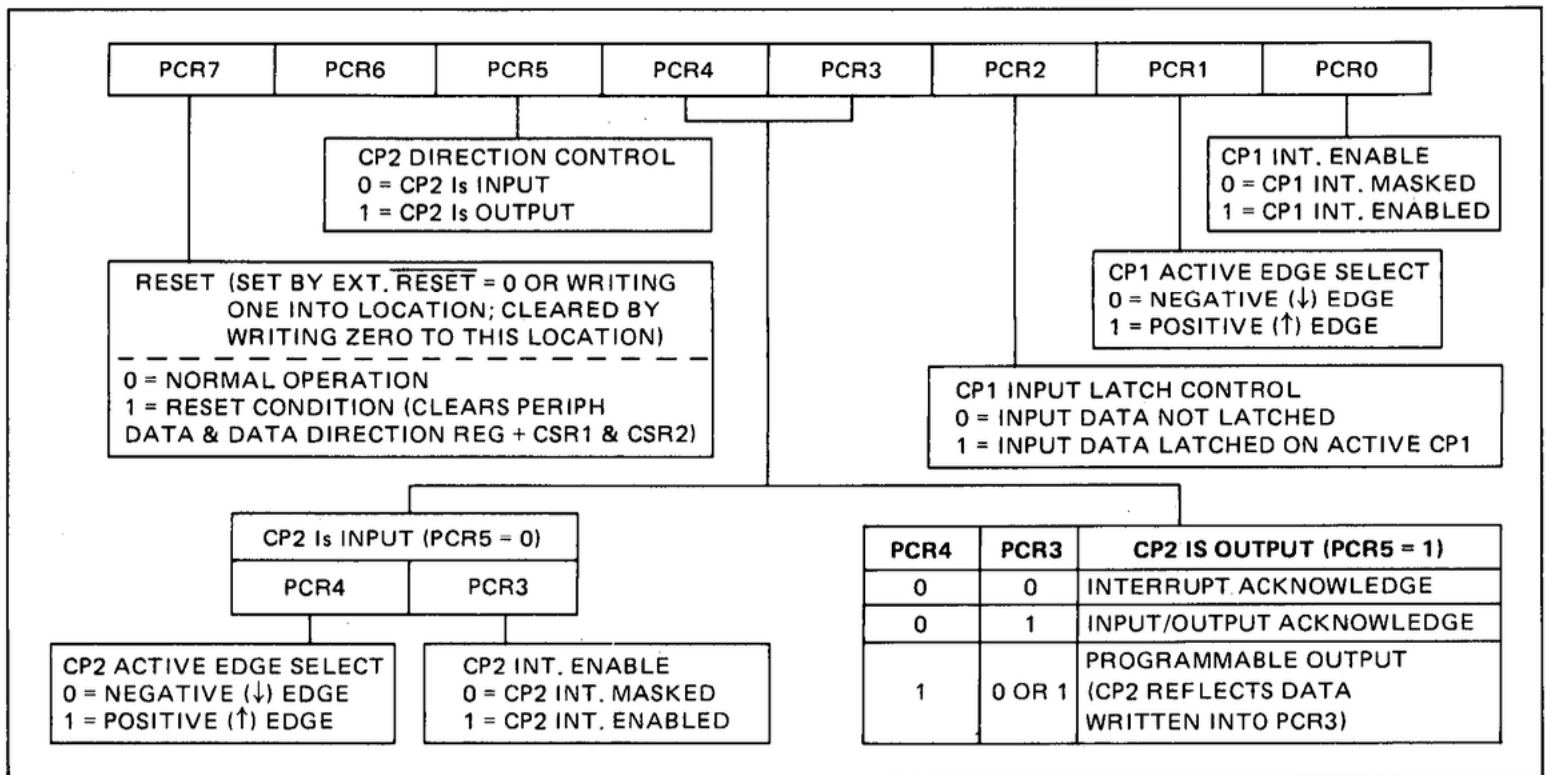 PCR7 PCR6 PCR5 PCR4 PCR3 PCR2 PCR1 PCR0
CP2 DIRECTION CONTROL
0 = CP2 Is INPUT
1 = CP2 Is OUTPUT
CP1 INT. ENABLE
0 = CP1 INT. MASKED
1 = CP1 INT. ENABLED
RESET (SET BY EXT. RESET = 0 OR WRITING
ONE INTO LOCATION; CLEARED BY
WRITING ZERO TO THIS LOCATION)
0 = NORMAL OPERATION
1 = RESET CONDITION (CLEARS PERIPH
DATA & DATA DIRECTION REG + CSR1 & CSR2)
CP1 ACTIVE EDGE SELECT
0 = NEGATIVE (↓) EDGE
1 = POSITIVE (↑) EDGE
CP1 INPUT LATCH CONTROL
0 = INPUT DATA NOT LATCHED
1 = INPUT DATA LATCHED ON ACTIVE CP1
CP2 Is INPUT (PCR5 = 0)
PCR4 PCR3
CP2 ACTIVE EDGE SELECT
0 = NEGATIVE (↓) EDGE
1 = POSITIVE (↑) EDGE
CP2 INT. ENABLE
0 = CP2 INT. MASKED
1 = CP2 INT. ENABLED
PCR4 PCR3 CP2 IS OUTPUT (PCR5 = 1)
0 0 INTERRUPT ACKNOWLEDGE
0 1 INPUT/OUTPUT ACKNOWLEDGE
1 0 OR 1 PROGRAMMABLE OUTPUT
(CP2 REFLECTS DATA
WRITTEN INTO PCR3)